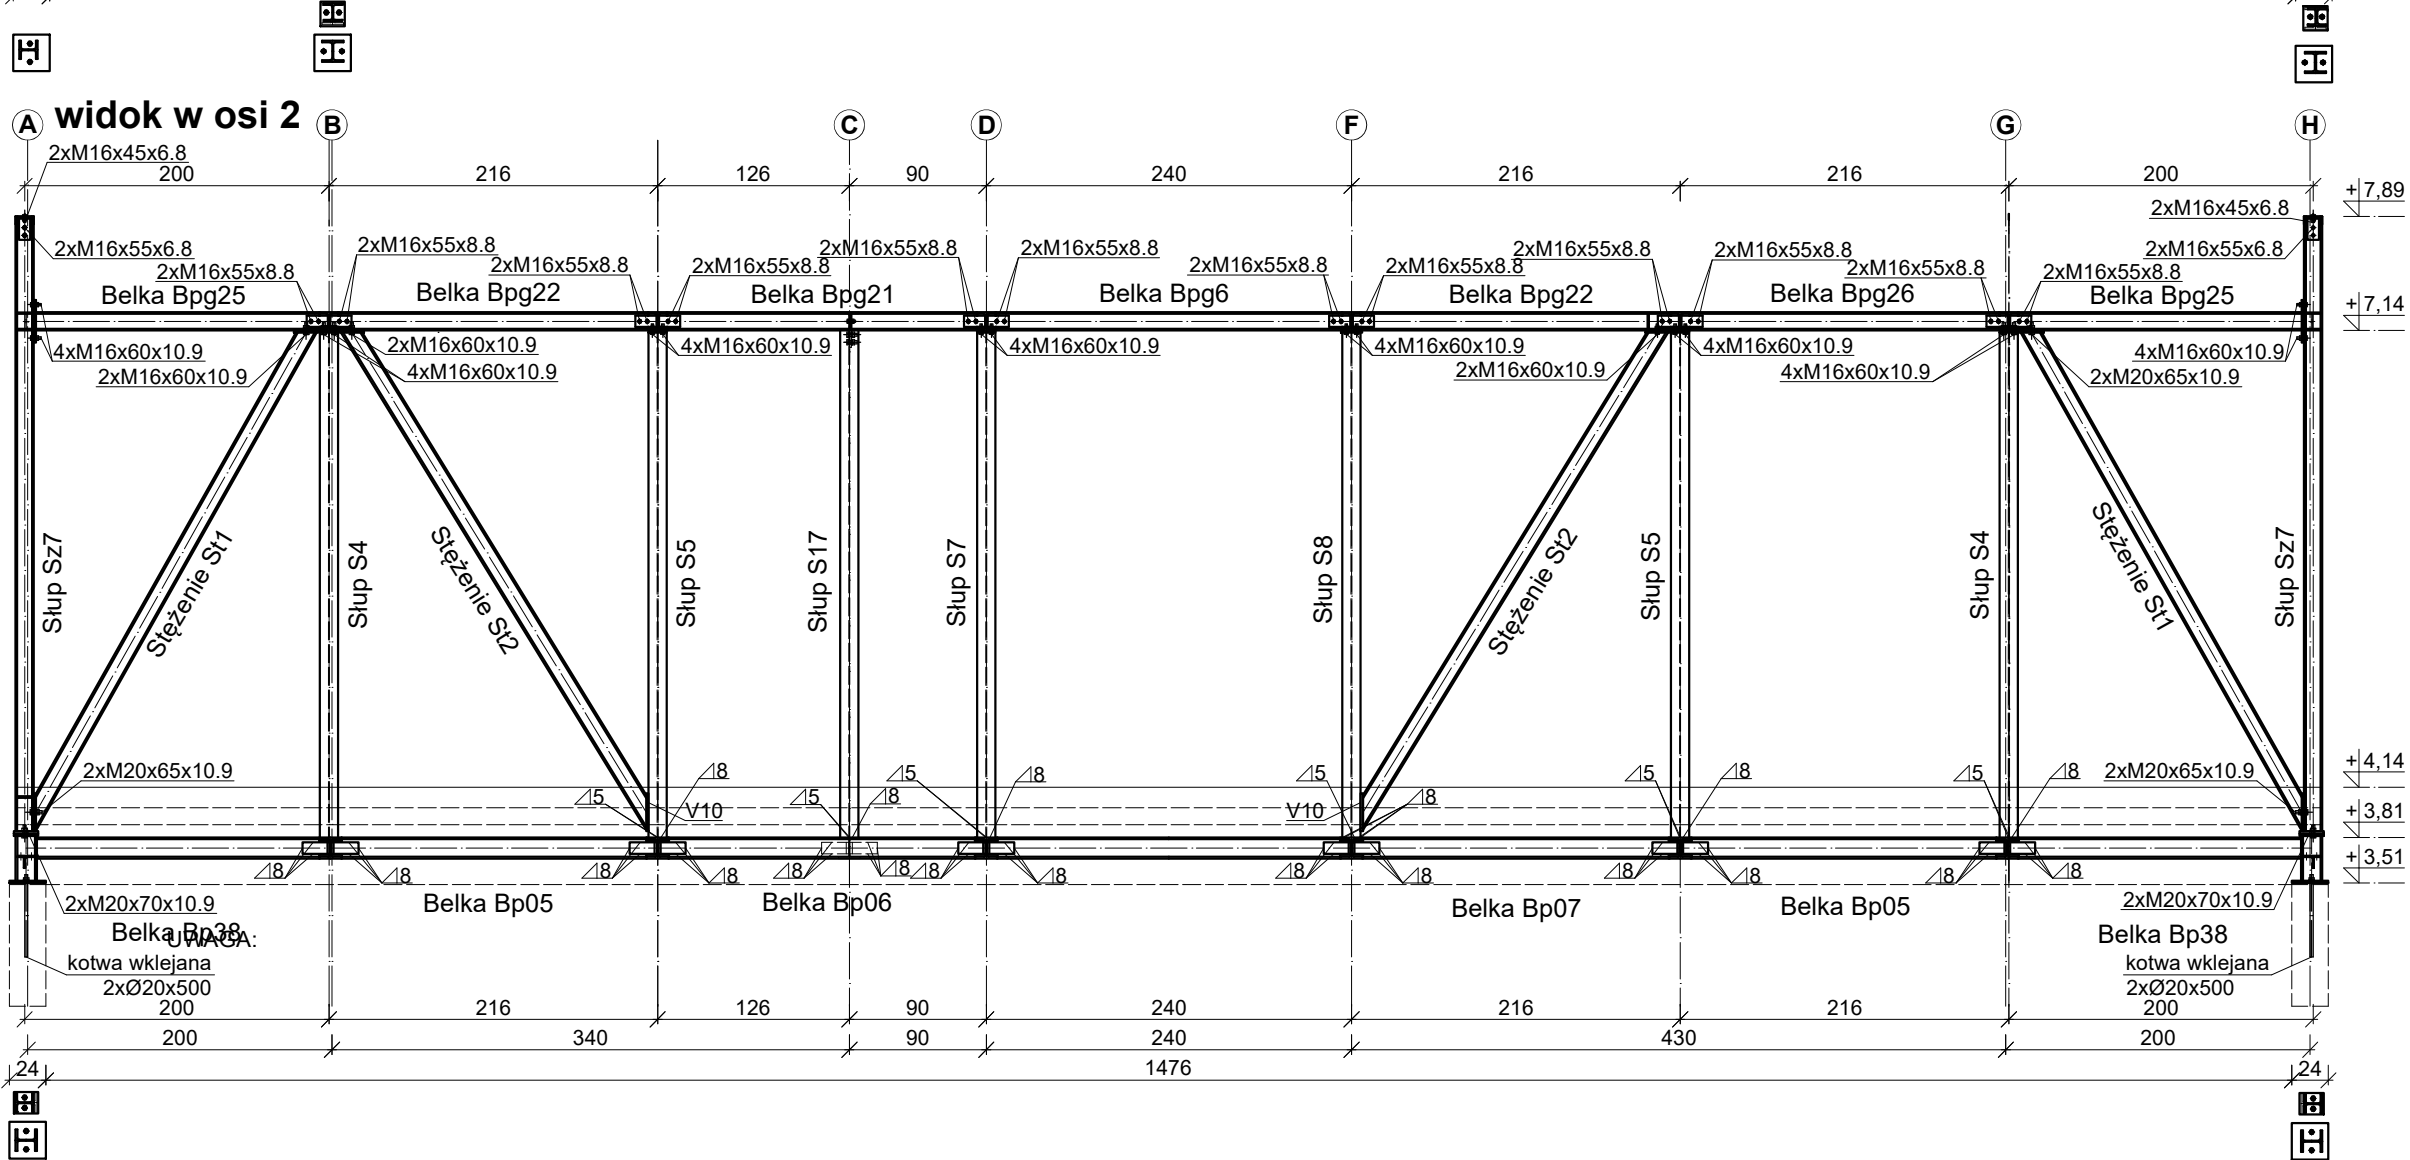 widok w osi 2
A B C D F G H
2xM16x45x6.8
200 216 126 90 240 216 216 200
+7,89
2xM16x45x6.8
2xM16x55x6.8 2xM16x55x8.8 2xM16x55x8.8 2xM16x55x8.8 2xM16x55x8.8 2xM16x55x8.8 2xM16x55x6.8
2xM16x55x8.8 2xM16x55x8.8 2xM16x55x8.8 2xM16x55x8.8 2xM16x55x8.8 2xM16x55x8.8 2xM16x55x8.8
Belka Bpg25 Belka Bpg22 Belka Bpg21 Belka Bpg6 Belka Bpg22 Belka Bpg26 Belka Bpg25
+7,14
4xM16x60x10.9 2xM16x60x10.9 4xM16x60x10.9 4xM16x60x10.9 4xM16x60x10.9 4xM16x60x10.9 4xM16x60x10.9
2xM16x60x10.9 4xM16x60x10.9 2xM16x60x10.9 4xM16x60x10.9 2xM20x65x10.9
Słup Sz7
Stężenie St1
Słup S4
Stężenie St2
Słup S5
Słup S17
Słup S7
Słup S8
Stężenie St2
Słup S5
Słup S4
Stężenie St1
Słup Sz7
2xM20x65x10.9 8 5 8 5 5 8 5 8 2xM20x65x10.9
+4,14
5 V10 5 8 V10 8
+3,81
8 8 8 8 8 8 8 8 8 8 8 8 8 8
+3,51
2xM20x70x10.9 Belka Bp05 Belka Bp06 Belka Bp07 Belka Bp05 2xM20x70x10.9
Belka Bp38 Belka Bp38
UWAGA:
kotwa wklejana kotwa wklejana
2xØ20x500 2xØ20x500
200 216 126 90 240 216 216 200
200 340 90 240 430 200
24 1476 24